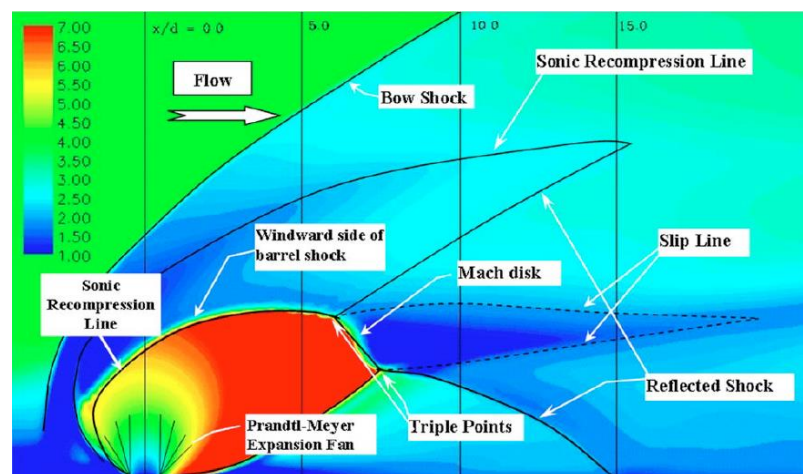 7.00
6.50
6.00
5.50
5.00
4.50
4.00
3.50
3.00
2.50
2.00
1.50
1.00
x/d = 0.0
5.0
10.0
15.0
Flow
Bow Shock
Sonic Recompression Line
Windward side of
barrel shock
Mach disk
Slip Line
Sonic
Recompression
Line
Reflected Shock
Prandtl-Meyer
Expansion Fan
Triple Points